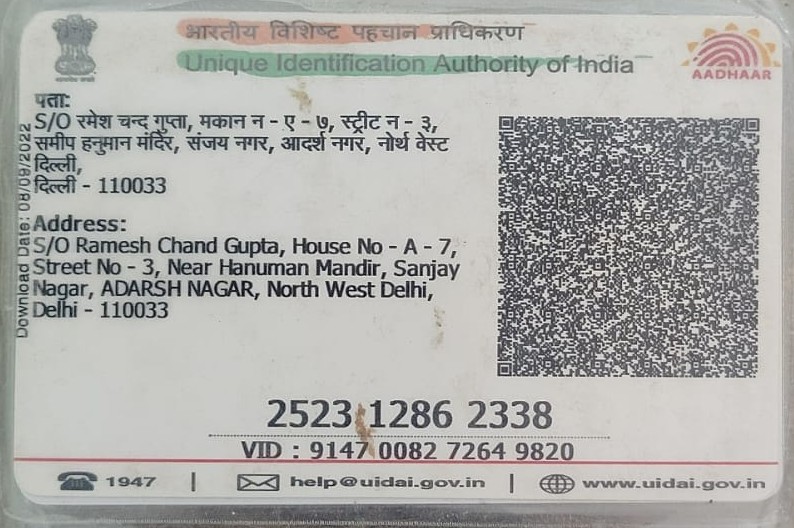 भारतीय विशिष्ट पहचान प्राधिकरण
Unique Identification Authority of India
AADHAAR
Download Date: 08/09/2022
पता:
S/O रमेश चन्द गुप्ता, मकान न - ए - ७, स्ट्रीट न - ३,
समीप हनुमान मंदिर, संजय नगर, आदर्श नगर, नोर्थ वेस्ट
दिल्ली,
दिल्ली - 110033
Address:
S/O Ramesh Chand Gupta, House No - A - 7,
Street No - 3, Near Hanuman Mandir, Sanjay
Nagar, ADARSH NAGAR, North West Delhi,
Delhi - 110033
2523 1286 2338
VID : 9147 0082 7264 9820
1947 | help@uidai.gov.in | www.uidai.gov.in